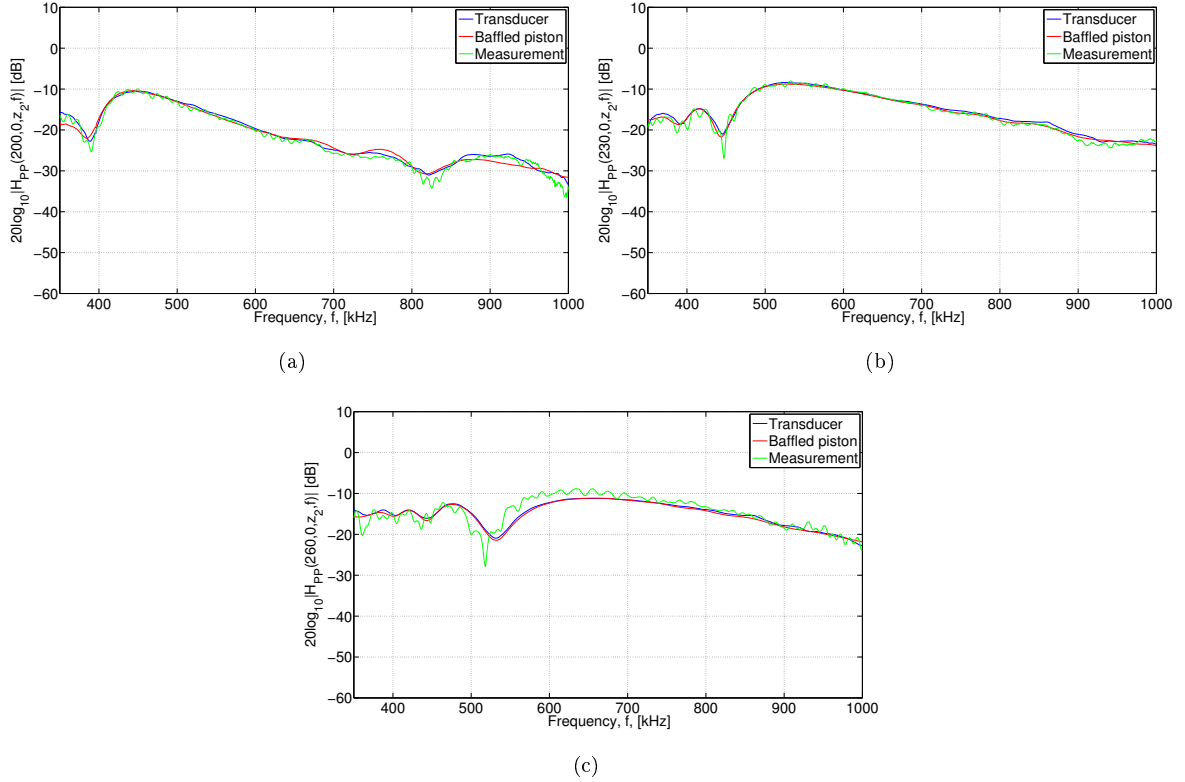 10
0
−10
−20
−30
−40
−50
−60
400 500 600 700 800 900 1000
Frequency, f, [kHz]
20log10|HPP(200,0,z2,f)| [dB]
Transducer
Baffled piston
Measurement
(a)
10
0
−10
−20
−30
−40
−50
−60
400 500 600 700 800 900 1000
Frequency, f, [kHz]
20log10|HPP(230,0,z2,f)| [dB]
Transducer
Baffled piston
Measurement
(b)
10
0
−10
−20
−30
−40
−50
−60
400 500 600 700 800 900 1000
Frequency, f, [kHz]
20log10|HPP(260,0,z2,f)| [dB]
Transducer
Baffled piston
Measurement
(c)